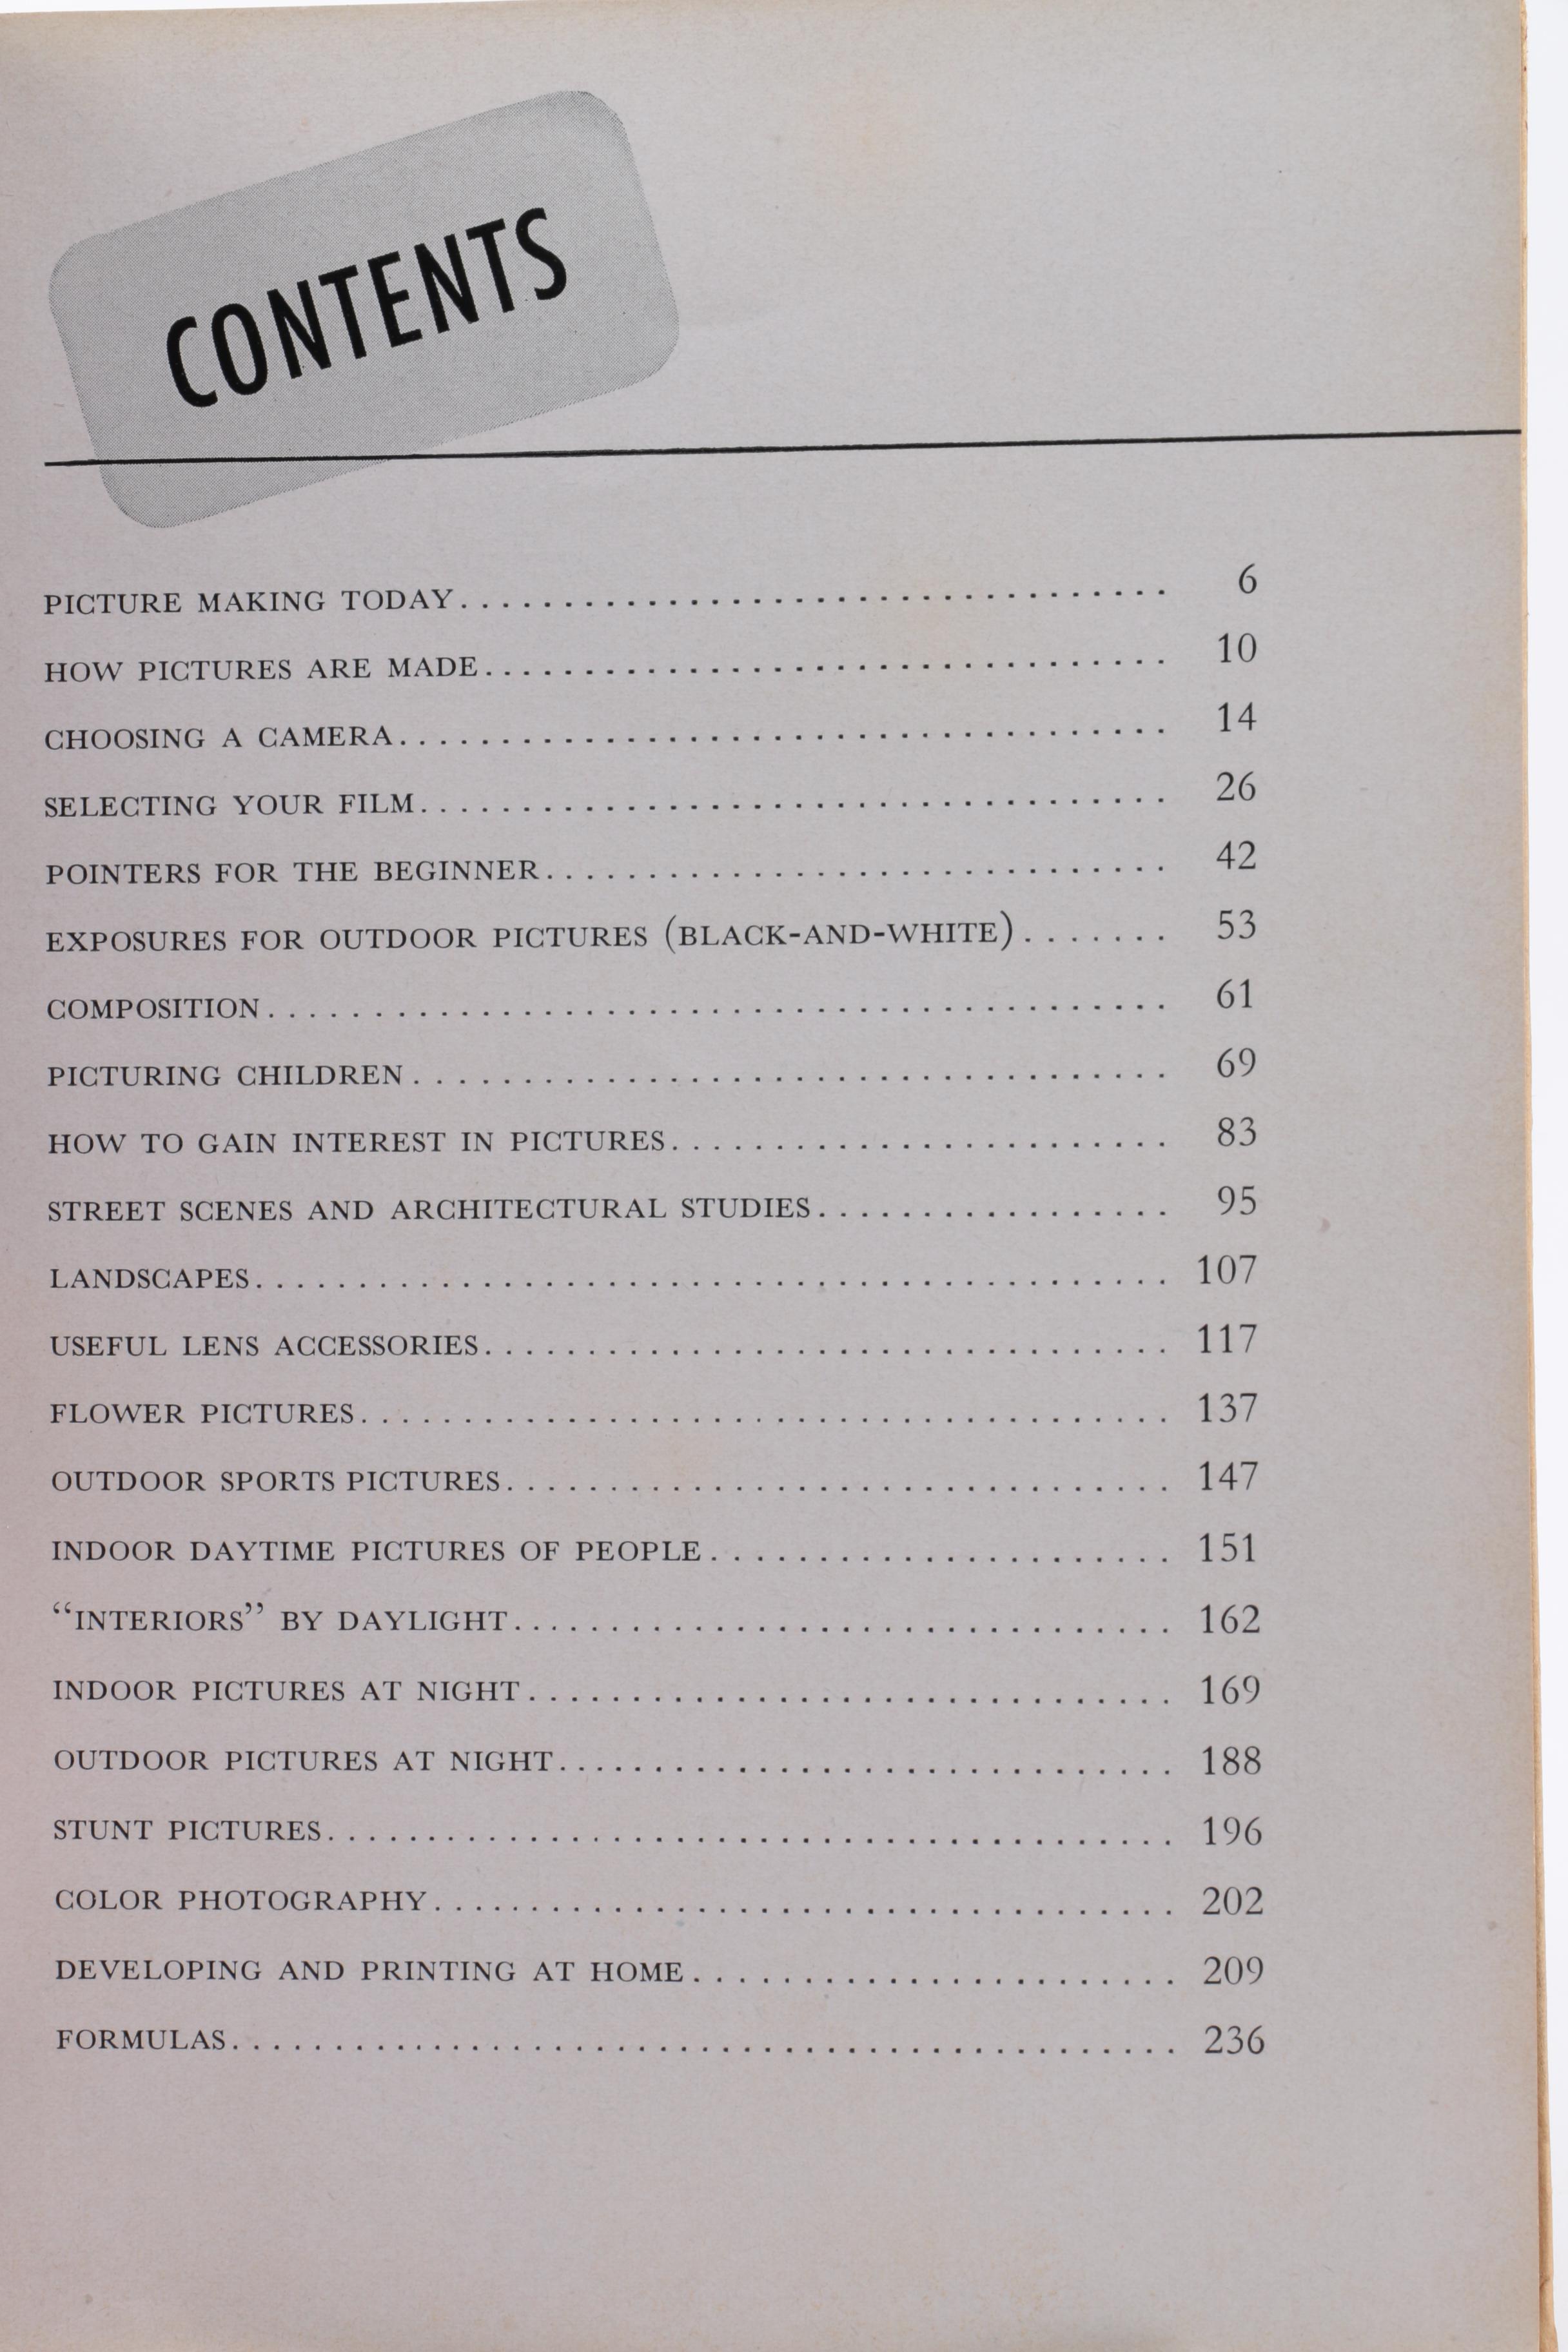 CONTENTS
PICTURE MAKING TODAY.................................. 6
HOW PICTURES ARE MADE................................. 10
CHOOSING A CAMERA..................................... 14
SELECTING YOUR FILM.................................... 26
POINTERS FOR THE BEGINNER.............................. 42
EXPOSURES FOR OUTDOOR PICTURES (BLACK-AND-WHITE)....... 53
COMPOSITION............................................ 61
PICTURING CHILDREN..................................... 69
HOW TO GAIN INTEREST IN PICTURES........................ 83
STREET SCENES AND ARCHITECTURAL STUDIES................. 95
LANDSCAPES............................................. 107
USEFUL LENS ACCESSORIES................................. 117
FLOWER PICTURES........................................ 137
OUTDOOR SPORTS PICTURES................................ 147
INDOOR DAYTIME PICTURES OF PEOPLE...................... 151
“INTERIORS” BY DAYLIGHT................................ 162
INDOOR PICTURES AT NIGHT............................... 169
OUTDOOR PICTURES AT NIGHT.............................. 188
STUNT PICTURES......................................... 196
COLOR PHOTOGRAPHY...................................... 202
DEVELOPING AND PRINTING AT HOME........................ 209
FORMULAS............................................... 236